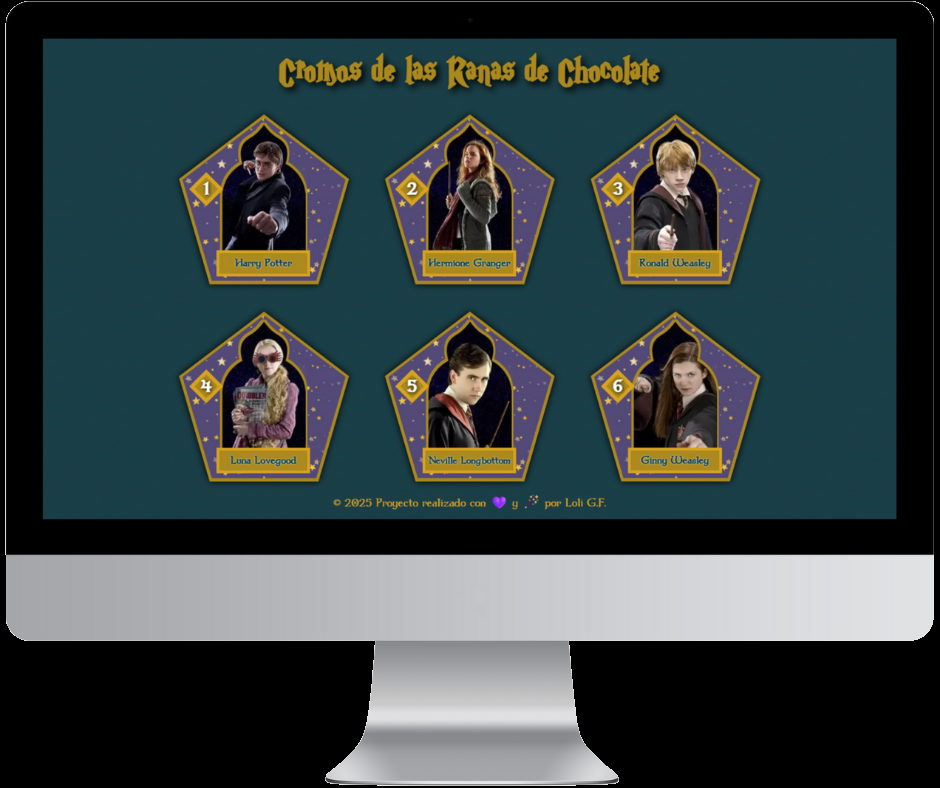 Cromos de las Ranas de Chocolate
1
2
3
Harry Potter
Hermione Granger
Ronald Weasley
4
5
6
QUIBBLER
Luna Lovegood
Neville Longbottom
Ginny Weasley
© 2025 Proyecto realizado con 💜 y 🪄 por Loli G.F.